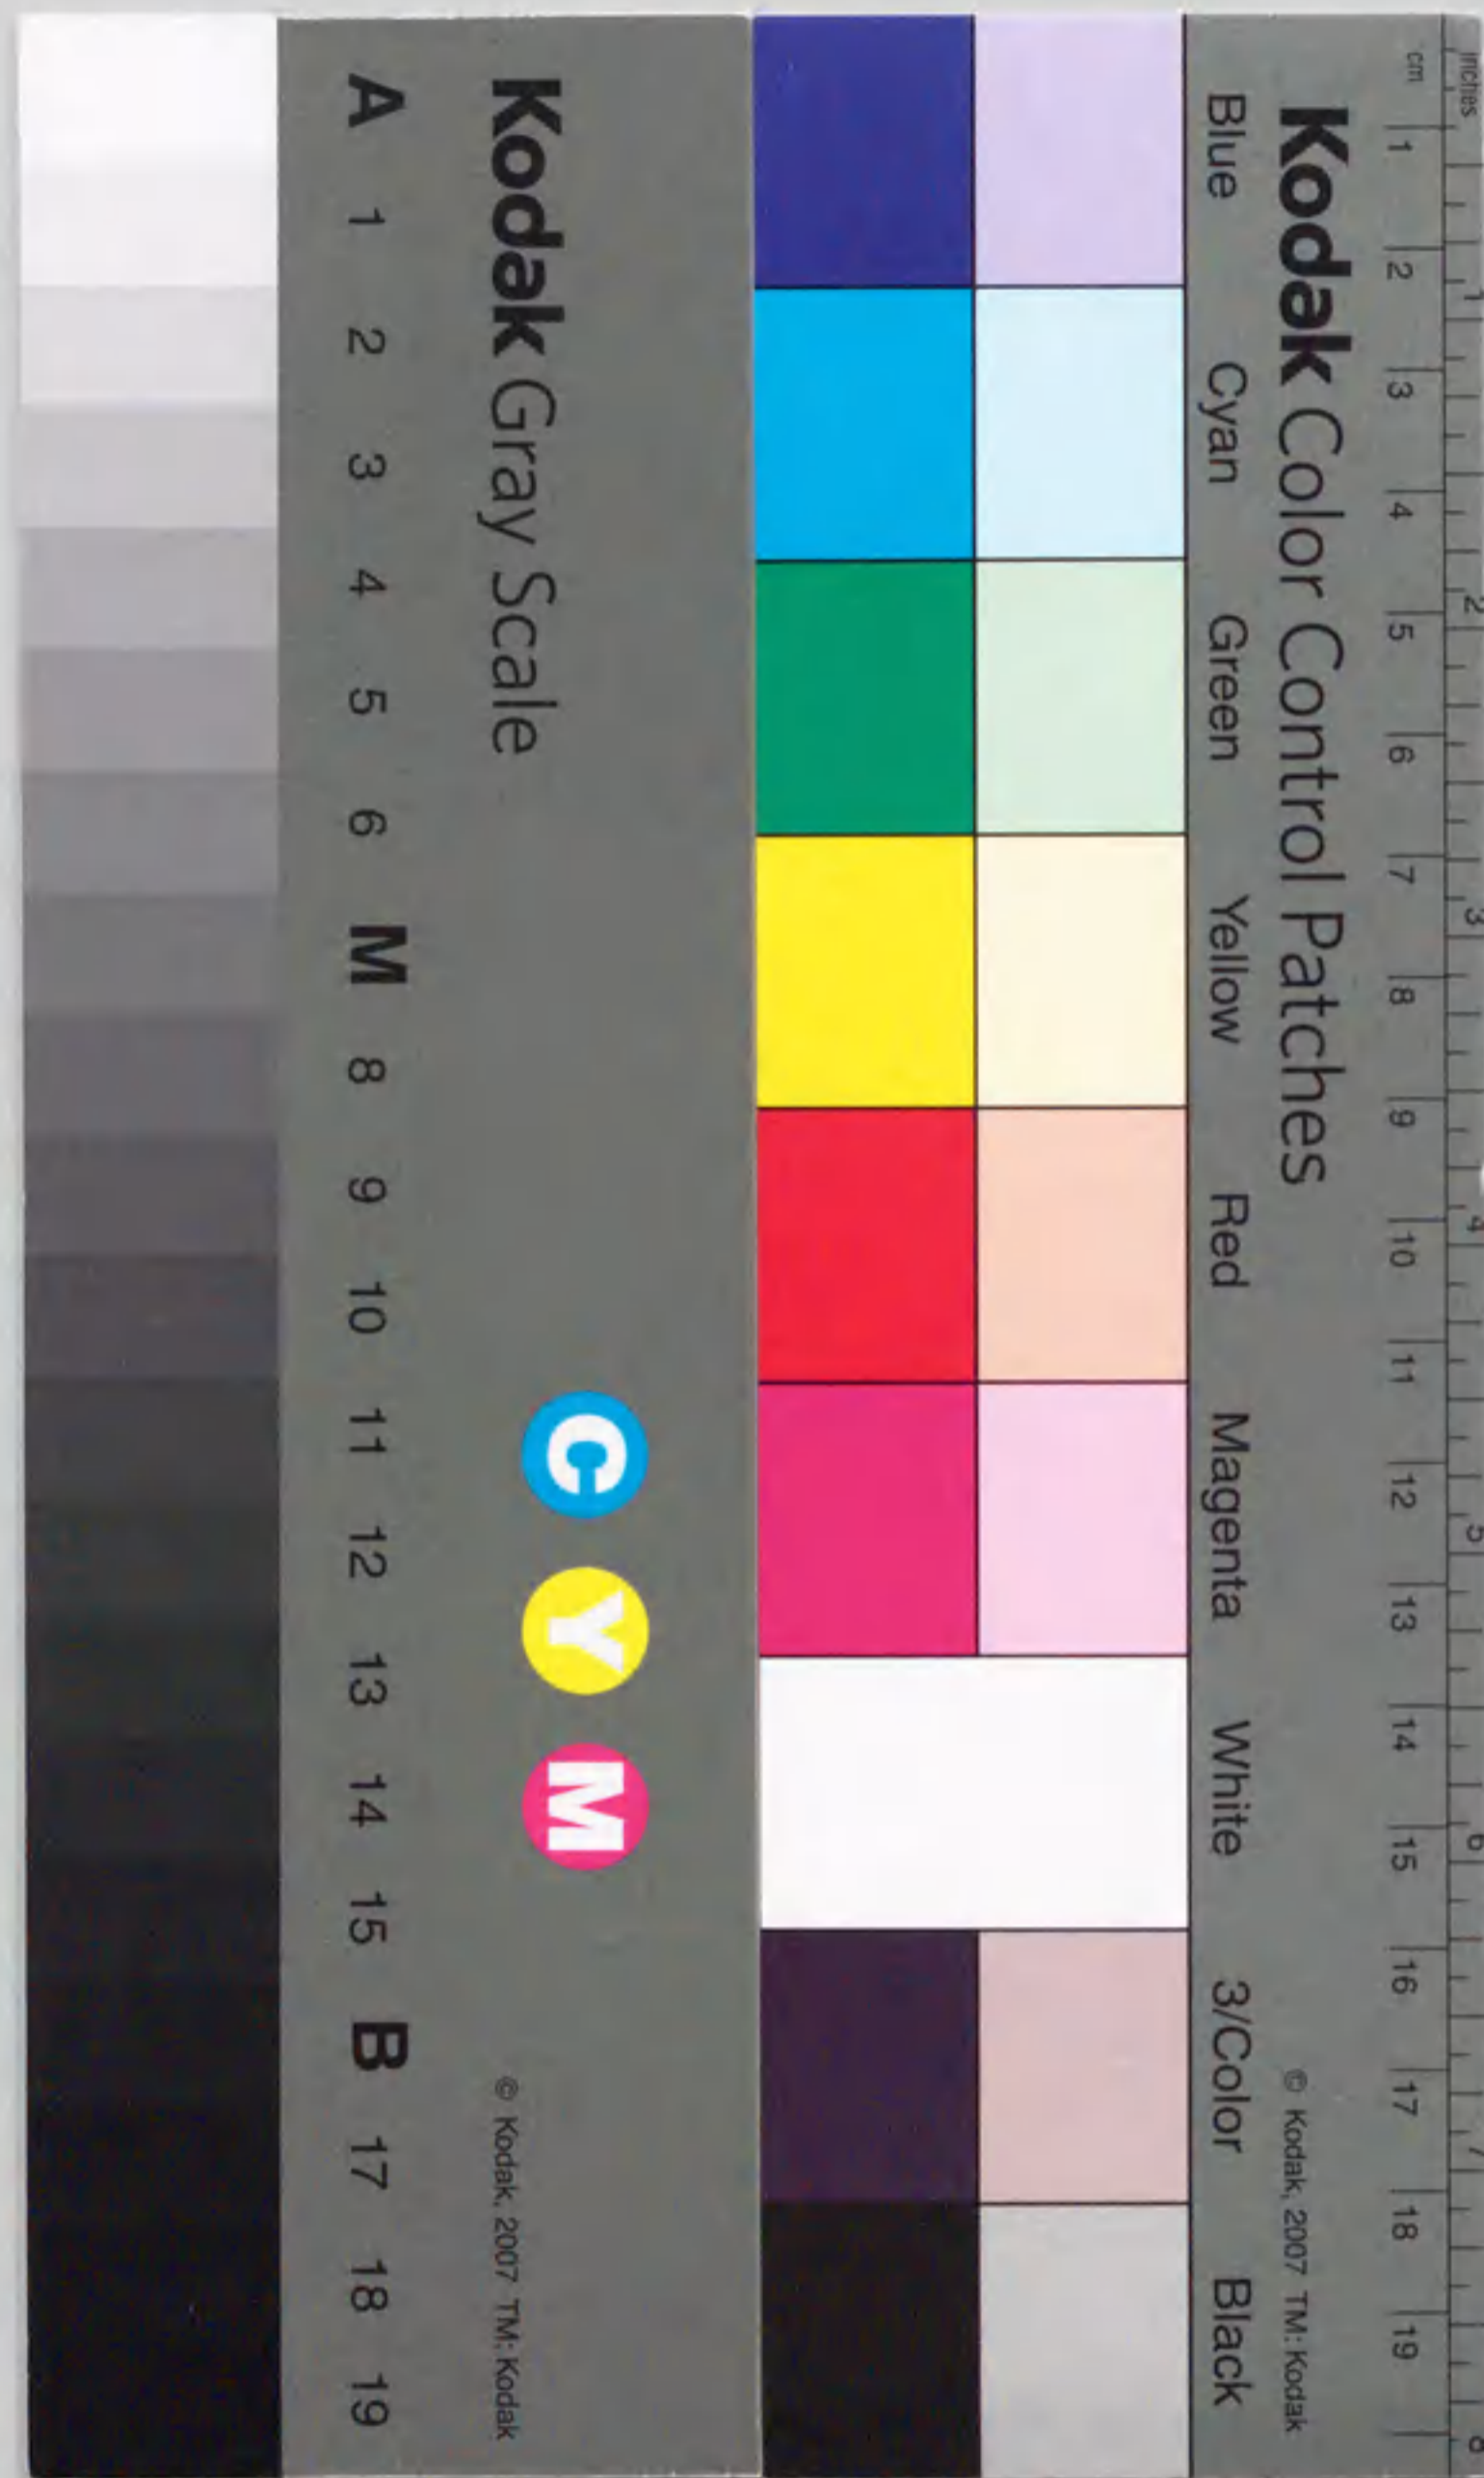 inches 1 2 3 4 5 6 7 8
cm 1 2 3 4 5 6 7 8 9 10 11 12 13 14 15 16 17 18 19
Kodak Color Control Patches
© Kodak, 2007 TM: Kodak
Blue Cyan Green Yellow Red Magenta White 3/Color Black
C Y M
Kodak Gray Scale
© Kodak, 2007 TM: Kodak
A 1 2 3 4 5 6 M 8 9 10 11 12 13 14 15 B 17 18 19